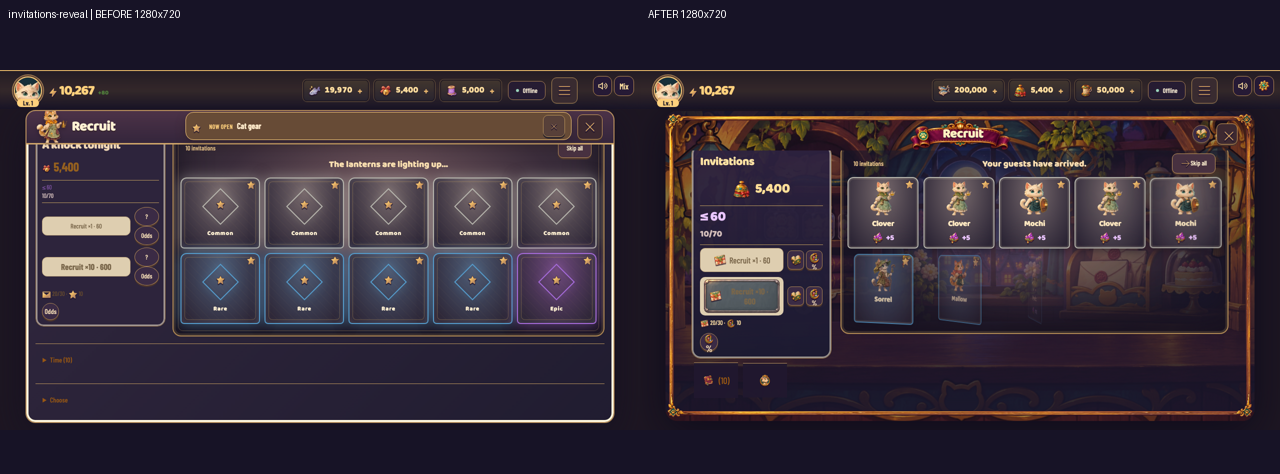 invitations-reveal | BEFORE 1280x720
AFTER 1280x720
10,267 +60
19,970 +
5,400 +
5,000 +
Offline
Mix
Lv. 1
Recruit
NOW OPEN Cat gear
A knock tonight
5,400
≤60
10/70
Recruit ×1 · 60
?
Odds
Recruit ×10 · 600
?
Odds
Odds
10 invitations
Skip all
The lanterns are lighting up...
Common
Common
Common
Common
Common
Rare
Rare
Rare
Rare
Epic
Time (10)
Choose
10,267
200,000 +
5,400 +
50,000 +
Offline
Lv. 1
Recruit
Invitations
5,400
≤60
10/70
Recruit ×1 · 60
%
Recruit ×10 · 600
%
20/30 · 10
%
(10)
10 invitations
Your guests have arrived.
Skip all
Clover
+5
Clover
+5
Mochi
+5
Clover
+5
Mochi
+5
Sorrel
Mallow